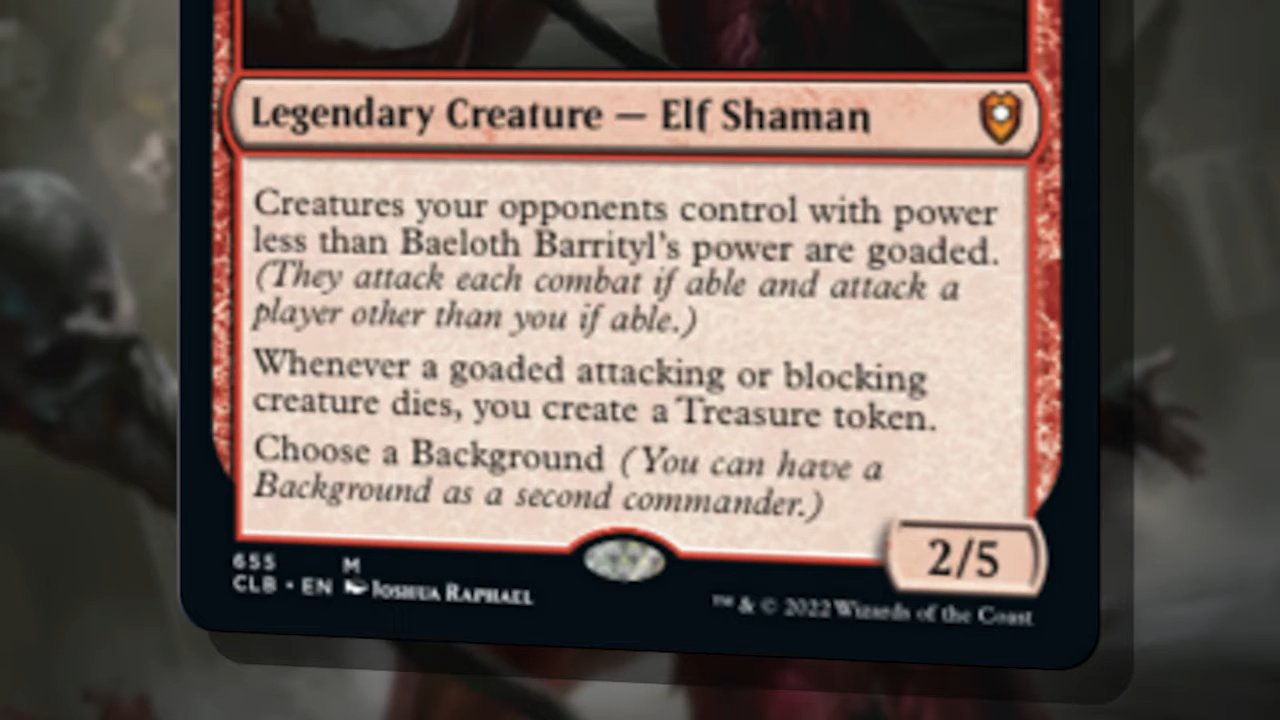 Legendary Creature — Elf Shaman
Creatures your opponents control with power
less than Baeloth Barrityl's power are goaded.
(They attack each combat if able and attack a
player other than you if able.)
Whenever a goaded attacking or blocking
creature dies, you create a Treasure token.
Choose a Background (You can have a
Background as a second commander.)
2/5
655 M
CLB • EN Joshua Raphael
™ & © 2022 Wizards of the Coast